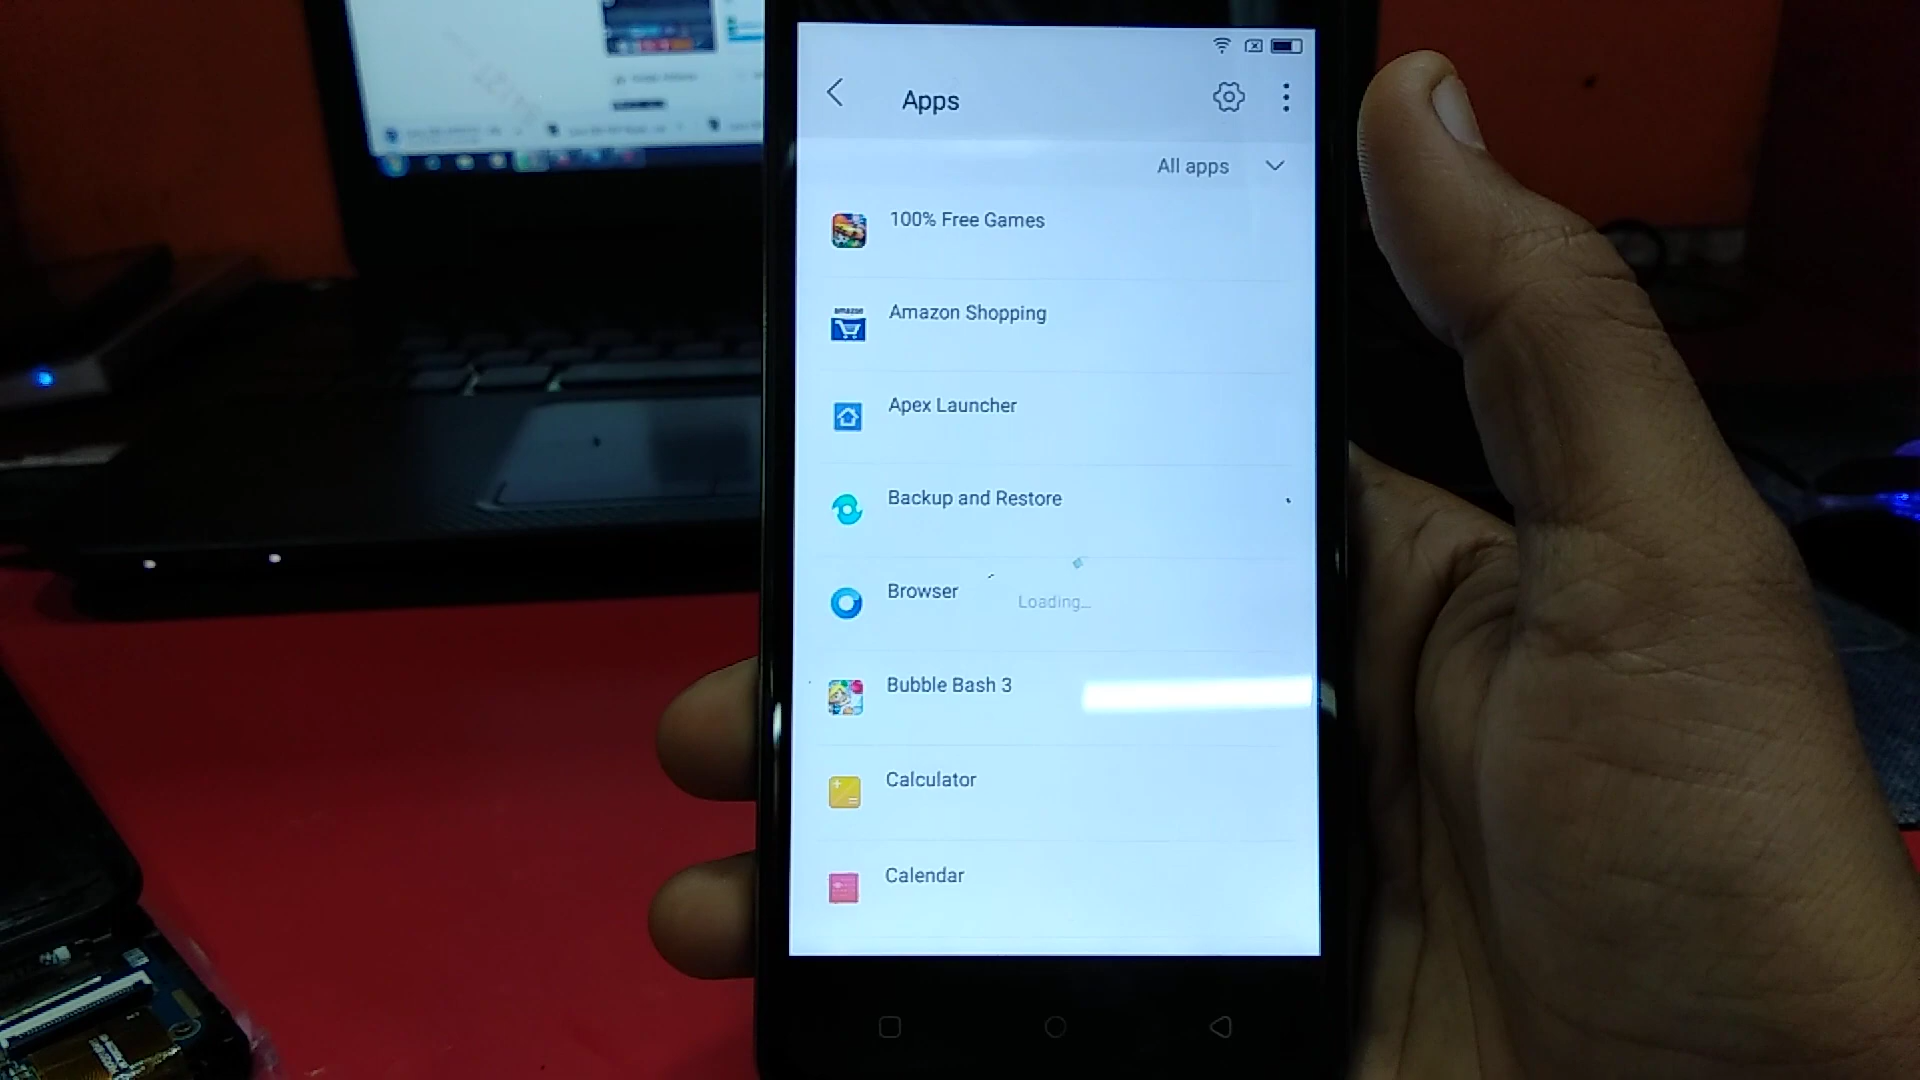 Apps
All apps
100% Free Games
amazon
Amazon Shopping
Apex Launcher
Backup and Restore
Browser
Loading...
Bubble Bash 3
Calculator
Calendar